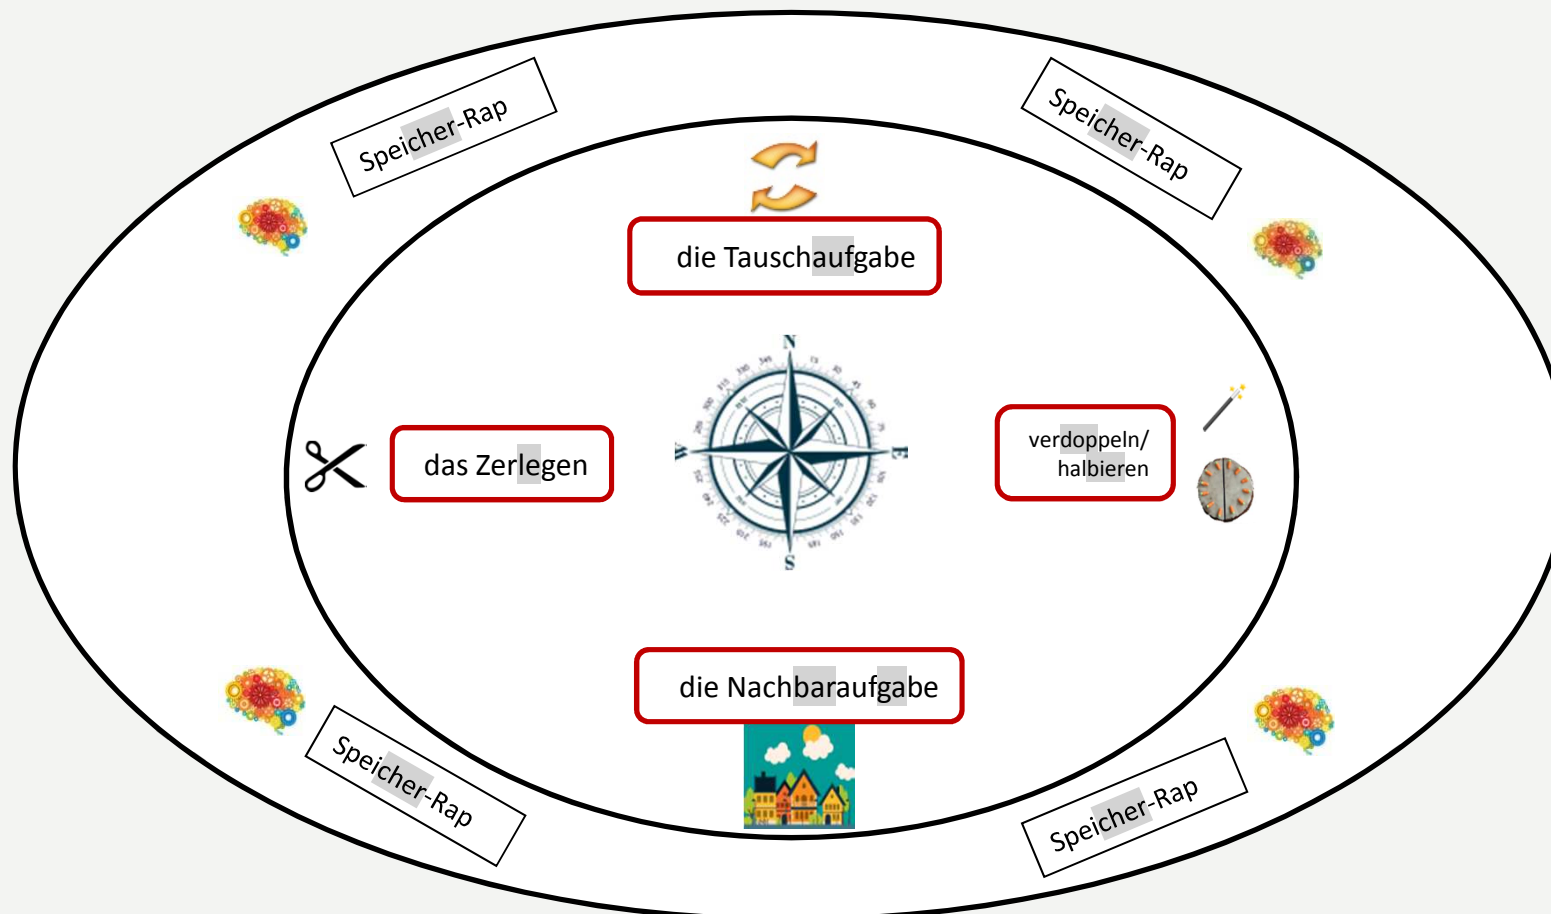 Speicher-Rap
Speicher-Rap
die Tauschaufgabe
N
W
E
S
das Zerlegen
verdoppeln/
halbieren
die Nachbaraufgabe
Speicher-Rap
Speicher-Rap